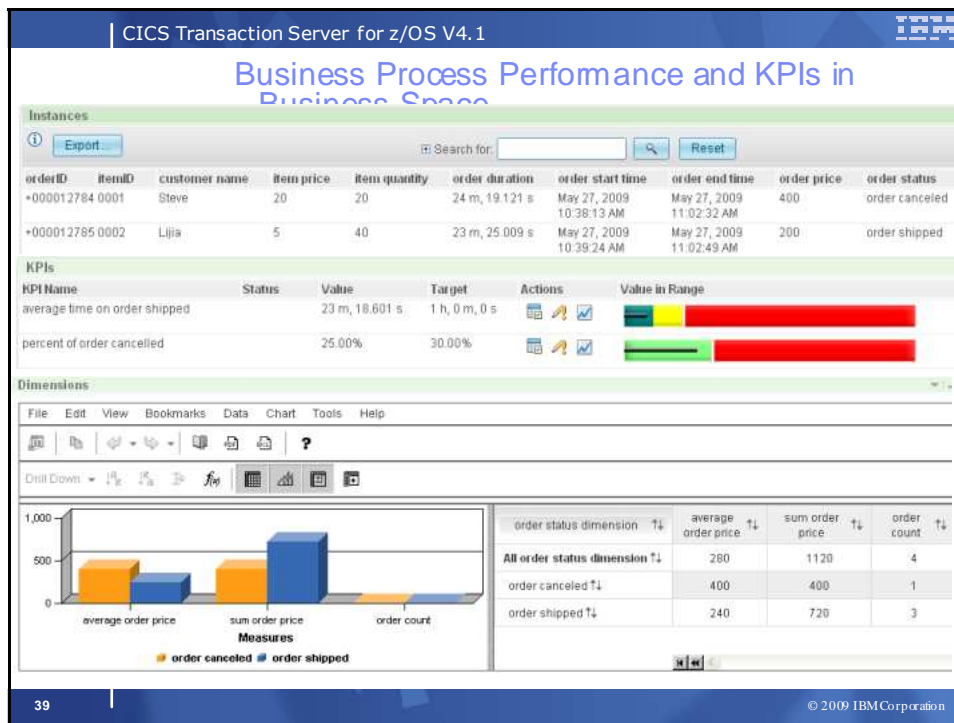 CICS Transaction Server for z/OS V4.1
IBM
Business Process Performance and KPIs in
Business Space
Instances
Export...
Search for:
Reset
orderID itemID customer name item price item quantity order duration order start time order end time order price order status
+000012784 0001 Steve 20 20 24 m, 19.121 s May 27, 2009 May 27, 2009 400 order canceled
10:38:13 AM 11:02:32 AM
+000012785 0002 Lijia 5 40 23 m, 25.009 s May 27, 2009 May 27, 2009 200 order shipped
10:39:24 AM 11:02:49 AM
KPIs
KPI Name Status Value Target Actions Value in Range
average time on order shipped 23 m, 18.601 s 1 h, 0 m, 0 s
percent of order cancelled 25.00% 30.00%
Dimensions
File Edit View Bookmarks Data Chart Tools Help
Drill Down
1,000
500
0
average order price sum order price order count
Measures
order canceled order shipped
order status dimension average order price sum order price order count
All order status dimension 280 1120 4
order canceled 400 400 1
order shipped 240 720 3
39
© 2009 IBM Corporation